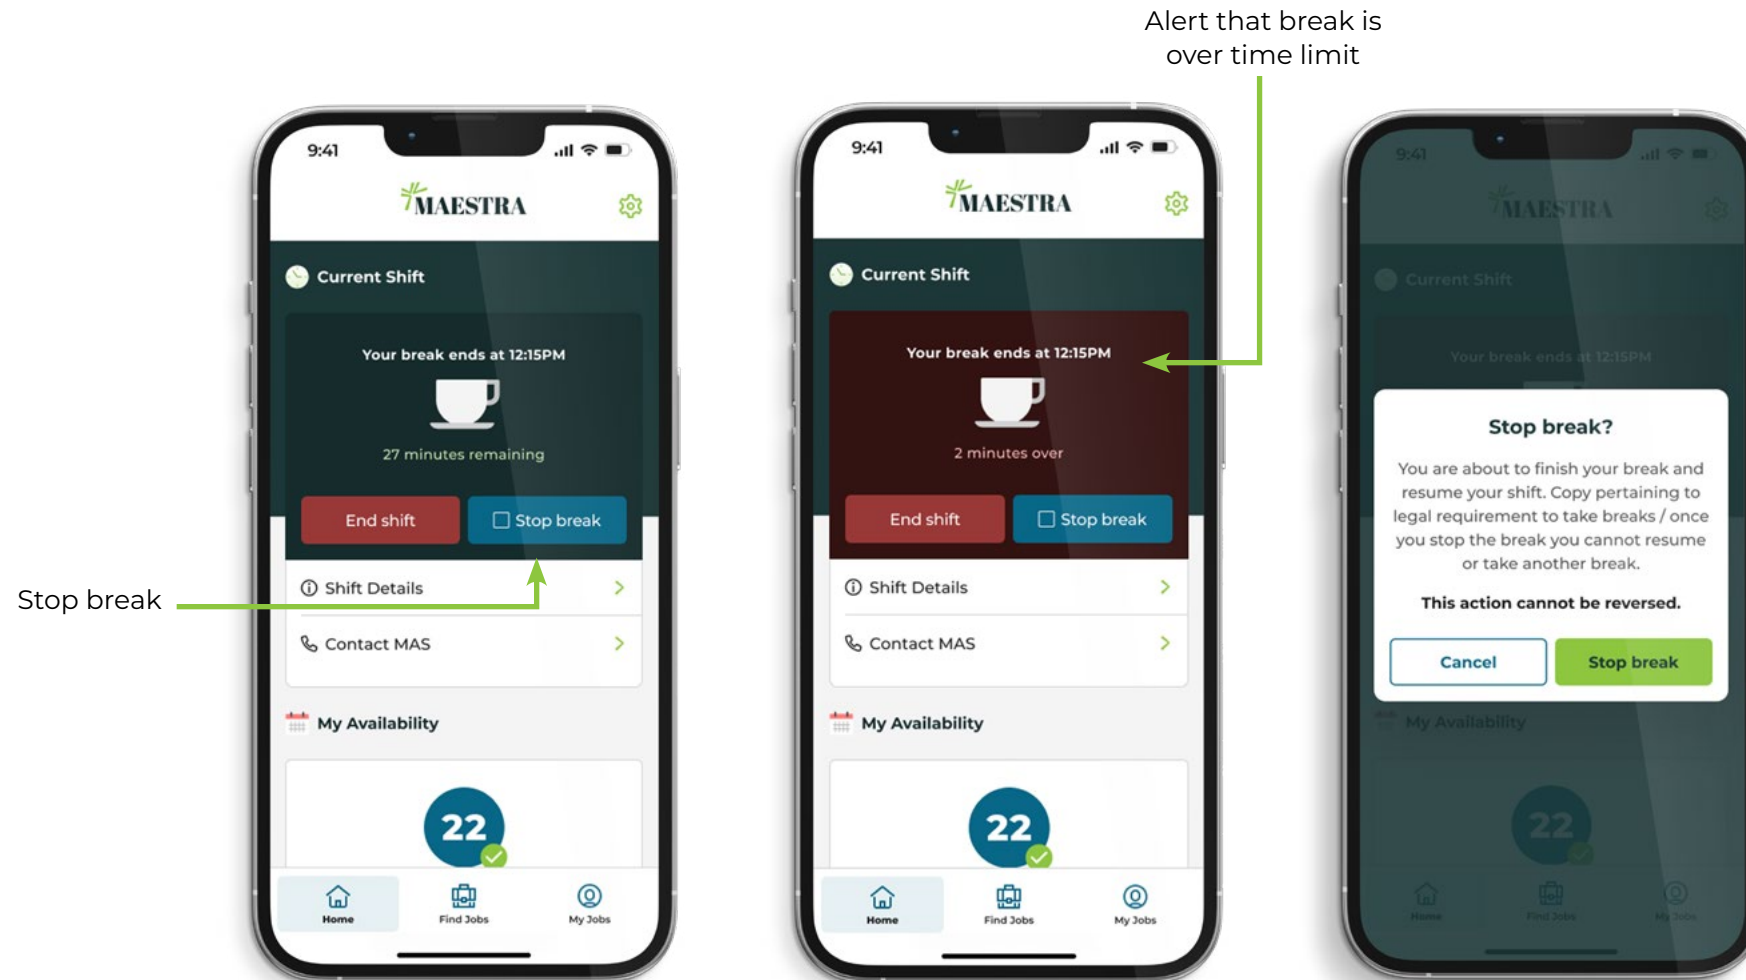 Alert that break is
over time limit
Stop break
9:41
MAESTRA
Current Shift
Your break ends at 12:15PM
27 minutes remaining
End shift
Stop break
Shift Details
Contact MAS
My Availability
22
Home
Find Jobs
My Jobs
9:41
MAESTRA
Current Shift
Your break ends at 12:15PM
2 minutes over
End shift
Stop break
Shift Details
Contact MAS
My Availability
22
Home
Find Jobs
My Jobs
9:41
MAESTRA
Current Shift
Your break ends at 12:15PM
Stop break?
You are about to finish your break and
resume your shift. Copy pertaining to
legal requirement to take breaks / once
you stop the break you cannot resume
or take another break.
This action cannot be reversed.
Cancel
Stop break
My Availability
22
Home
Find Jobs
My Jobs